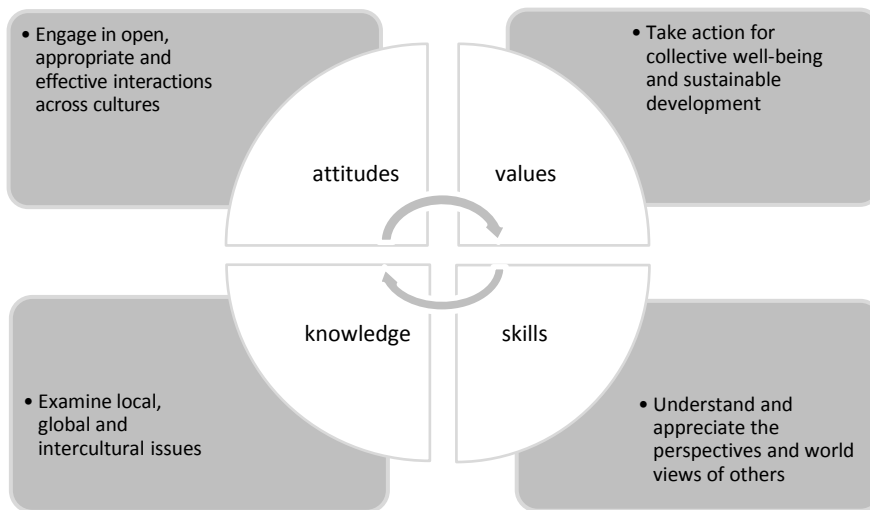 • Engage in open,
appropriate and
effective interactions
across cultures
• Take action for
collective well-being
and sustainable
development
attitudes
values
knowledge
skills
• Examine local,
global and
intercultural issues
• Understand and
appreciate the
perspectives and world
views of others